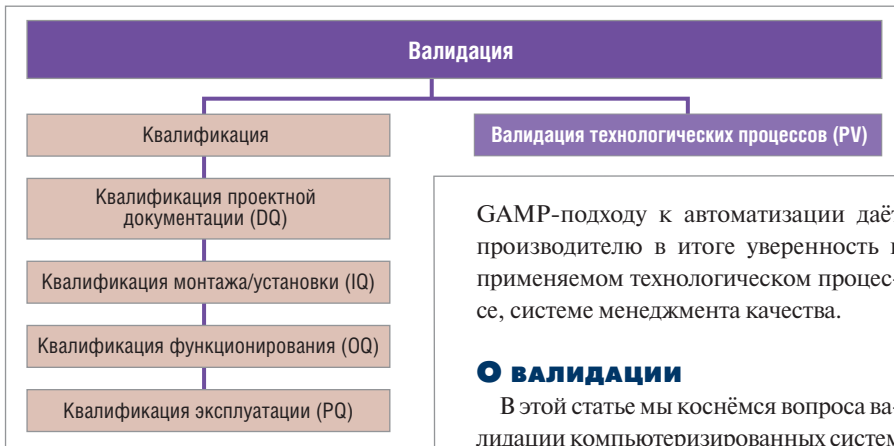 Валидация
Квалификация
Валидация технологических процессов (PV)
Квалификация проектной
документации (DQ)
Квалификация монтажа/установки (IQ)
Квалификация функционирования (OQ)
Квалификация эксплуатации (PQ)
GAMP-подходу к автоматизации даёт
производителю в итоге уверенность
применяемом технологическом процес-
се, системе менеджмента качества.
О ВАЛИДАЦИИ
В этой статье мы коснёмся вопроса ва-
лидации компьютеризированных систем